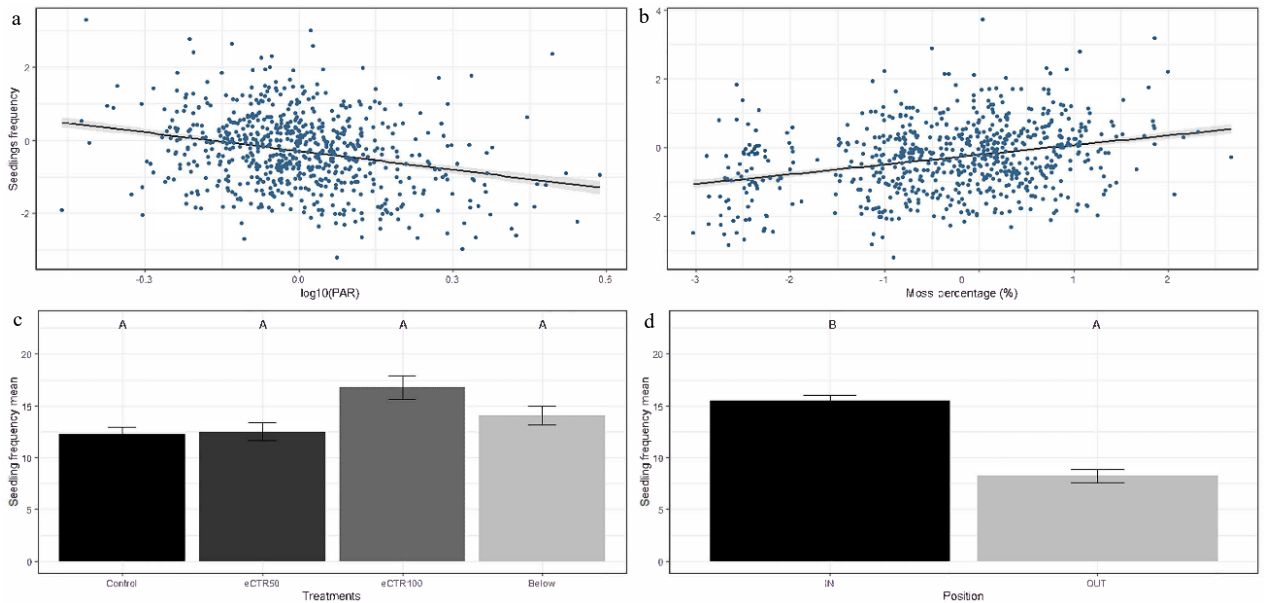 a
Seedlings frequency
2
0
-2
-0.3
0.0
0.3
0.6
log10(PAR)
b
4
2
0
-2
-3
-2
-1
0
1
2
Moss percentage (%)
c
A
A
A
A
Seedling frequency mean
20
15
10
5
0
Control
eCTR50
eCTR100
Below
Treatments
d
B
A
Seedling frequency mean
20
15
10
5
0
IN
OUT
Position